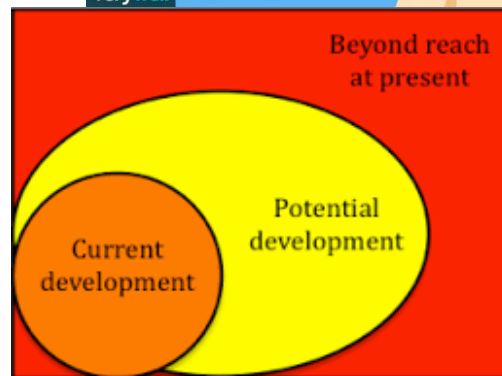 Beyond reach
at present
Potential
development
Current
development